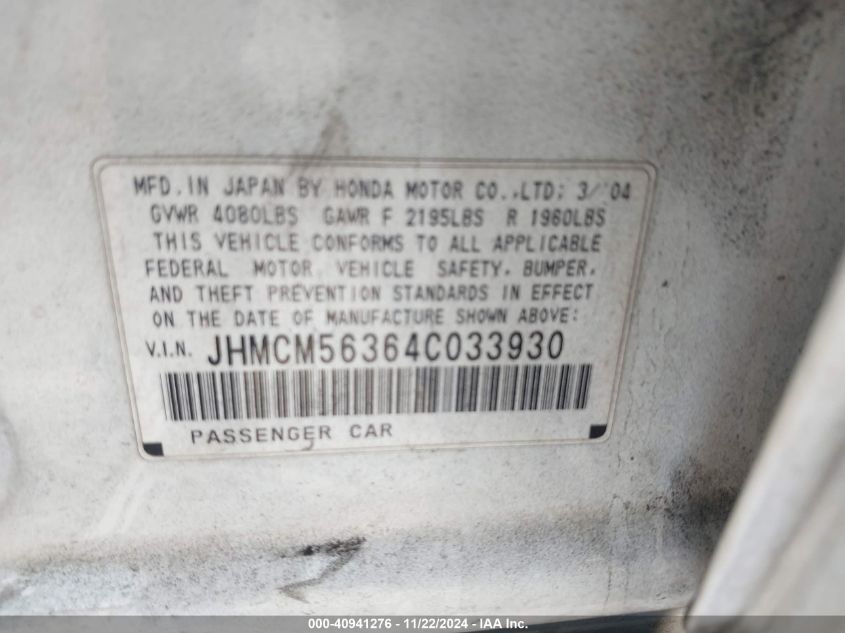 MFD. IN JAPAN BY HONDA MOTOR CO.,LTD; 3/'04
GVWR 4080LBS GAWR F 2195LBS R 1960LBS
THIS VEHICLE CONFORMS TO ALL APPLICABLE
FEDERAL MOTOR VEHICLE SAFETY, BUMPER,
AND THEFT PREVENTION STANDARDS IN EFFECT
ON THE DATE OF MANUFACTURE SHOWN ABOVE:
V.I.N. JHMCM56364C033930
PASSENGER CAR
000-40941276 - 11/22/2024 - © IAA Inc.